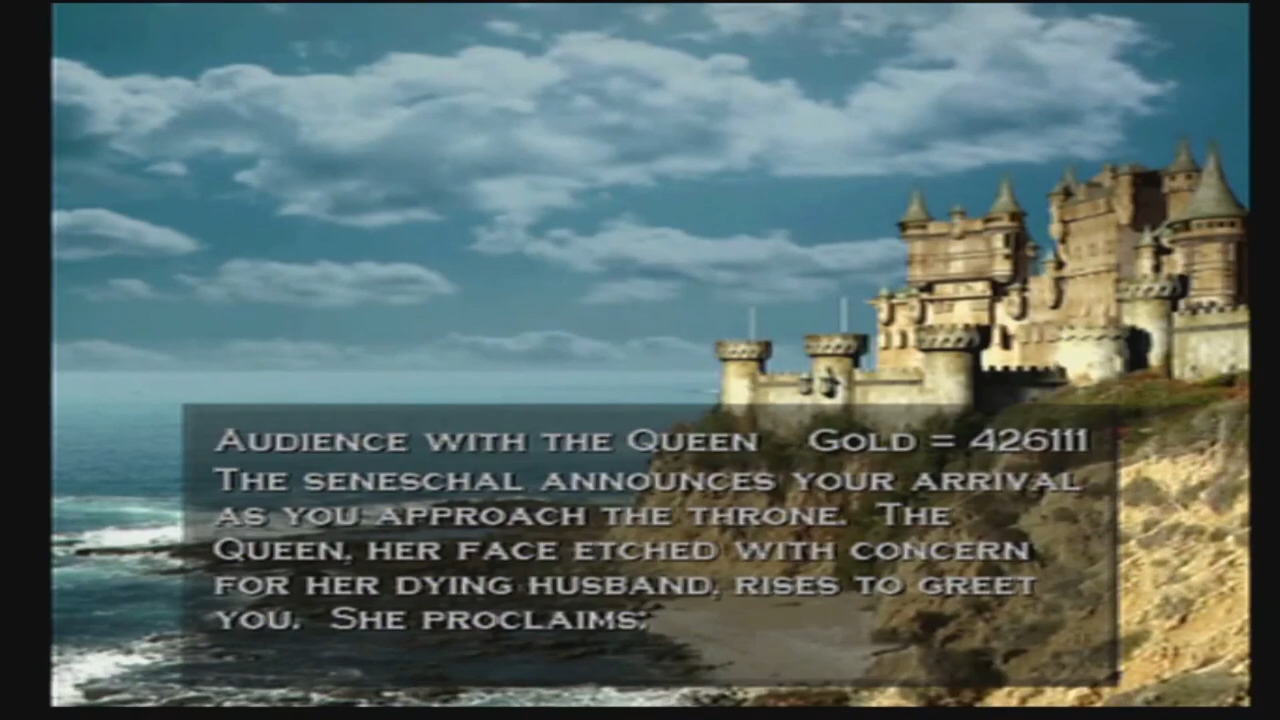 Audience with the Queen Gold = 426111
The seneschal announces your arrival
as you approach the throne. The
Queen, her face etched with concern
for her dying husband, rises to greet
you. She proclaims: